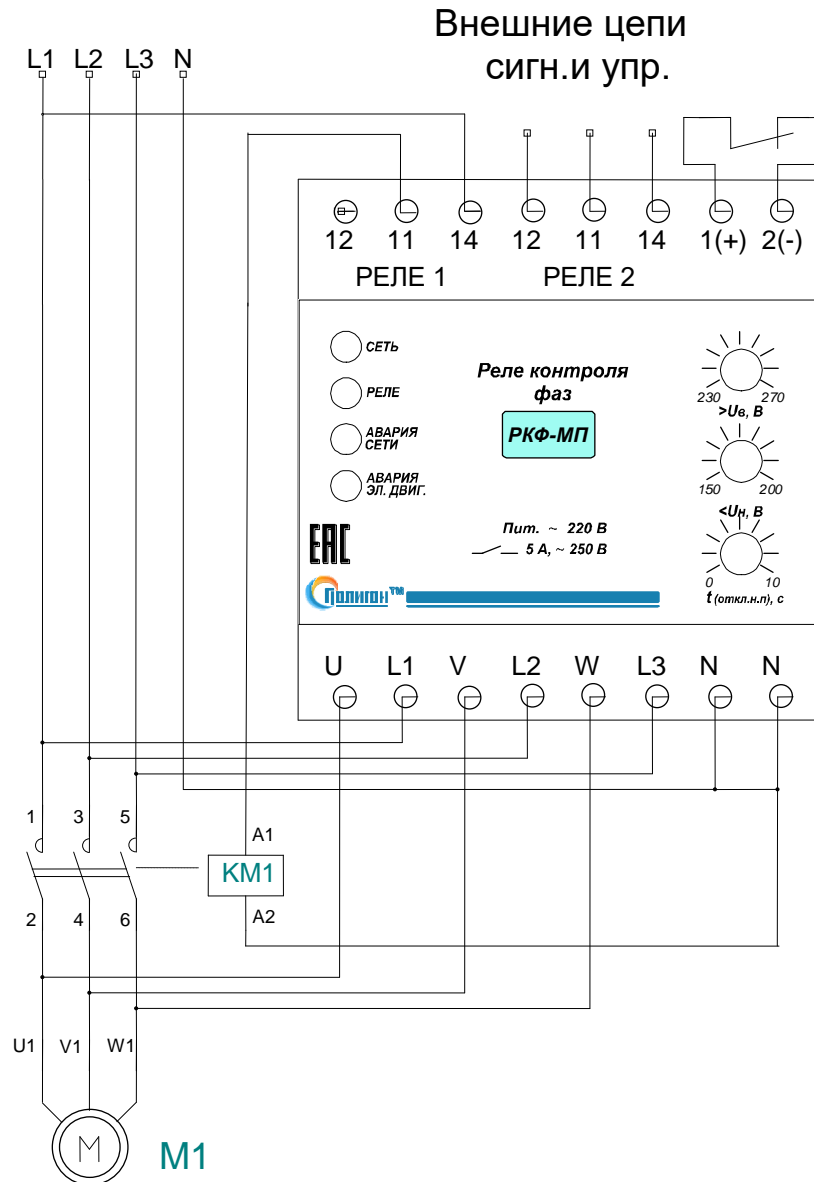 Внешние цепи
сигн.и упр.
L1 L2 L3 N
12 11 14 12 11 14 1(+) 2(-)
РЕЛЕ 1 РЕЛЕ 2
СЕТЬ
РЕЛЕ
АВАРИЯ
СЕТИ
АВАРИЯ
ЭЛ. ДВИГ.
Реле контроля
фаз
РКФ-МП
Пит. ~ 220 В
5 А, ~ 250 В
230 270
>Uв, В
150 200
<Uн, В
0 10
t (откл.н.п), с
EAC
Полигон™
U L1 V L2 W L3 N N
1 3 5
A1
KM1
2 4 6
A2
U1 V1 W1
M
M1